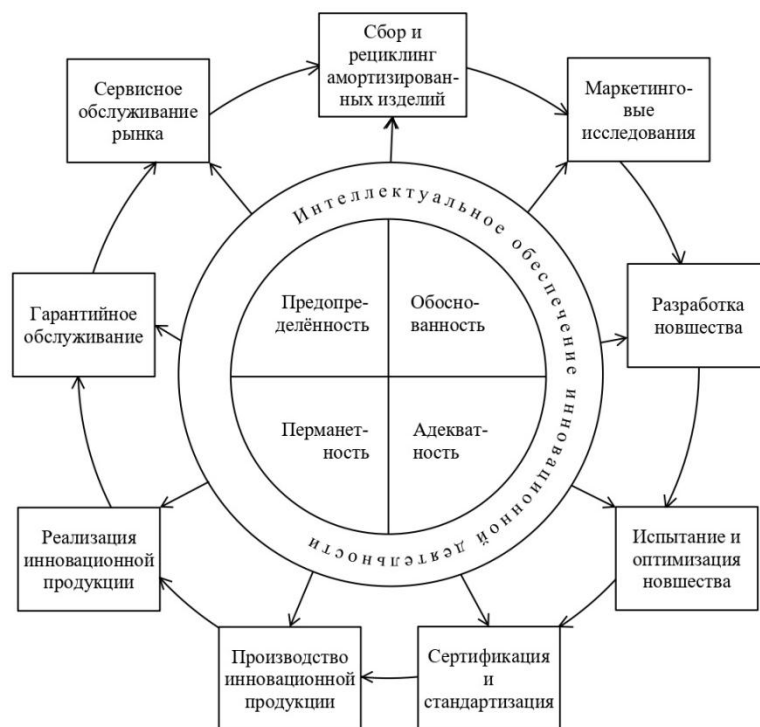 Сбор и
рециклинг
амортизирован-
ных изделий
Маркетинго-
вые
исследования
Разработка
новшества
Испытание и
оптимизация
новшества
Сертификация
и
стандартизация
Производство
инновационной
продукции
Реализация
инновационной
продукции
Гарантийное
обслуживание
Сервисное
обслуживание
рынка
Интеллектуальное обеспечение инновационной деятельности
Предопре-
делённость
Обосно-
ванность
Перманет-
ность
Адекват-
ность